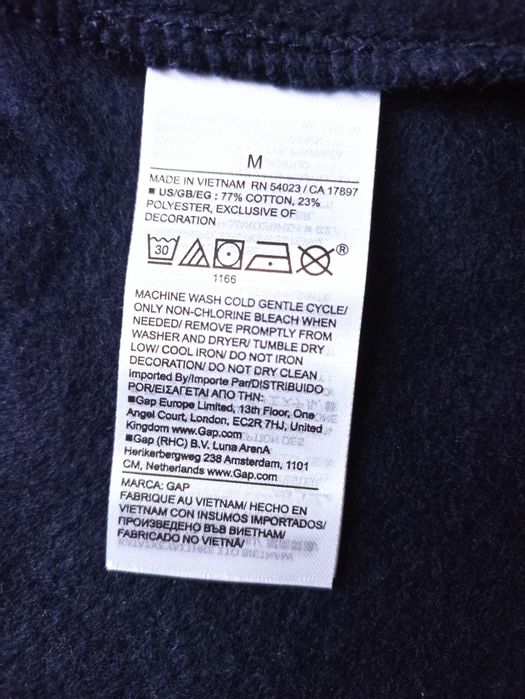 M
MADE IN VIETNAM RN 54023 / CA 17897
■ US/GB/EG : 77% COTTON, 23%
POLYESTER, EXCLUSIVE OF
DECORATION
30 ®
1166
MACHINE WASH COLD GENTLE CYCLE/
ONLY NON-CHLORINE BLEACH WHEN
NEEDED/ REMOVE PROMPTLY FROM
WASHER AND DRYER/ TUMBLE DRY
LOW/ COOL IRON/ DO NOT IRON
DECORATION/ DO NOT DRY CLEAN
Imported By/Importe Par/DISTRIBUIDO
POR/ΕΙΣΑΓΕΤΑΙ ΑΠΟ ΤΗΝ:
■Gap Europe Limited, 13th Floor, One
Angel Court, London, EC2R 7HJ, United
Kingdom www.Gap.com
■Gap (RHC) B.V. Luna ArenA
Herikerbergweg 238 Amsterdam, 1101
CM, Netherlands www.Gap.com
MARCA: GAP
FABRIQUE AU VIETNAM/ HECHO EN
VIETNAM CON INSUMOS IMPORTADOS/
ПРОИЗВЕДЕНО ВЪВ ВИЕТНАМ/
FABRICADO NO VIETNÃ/